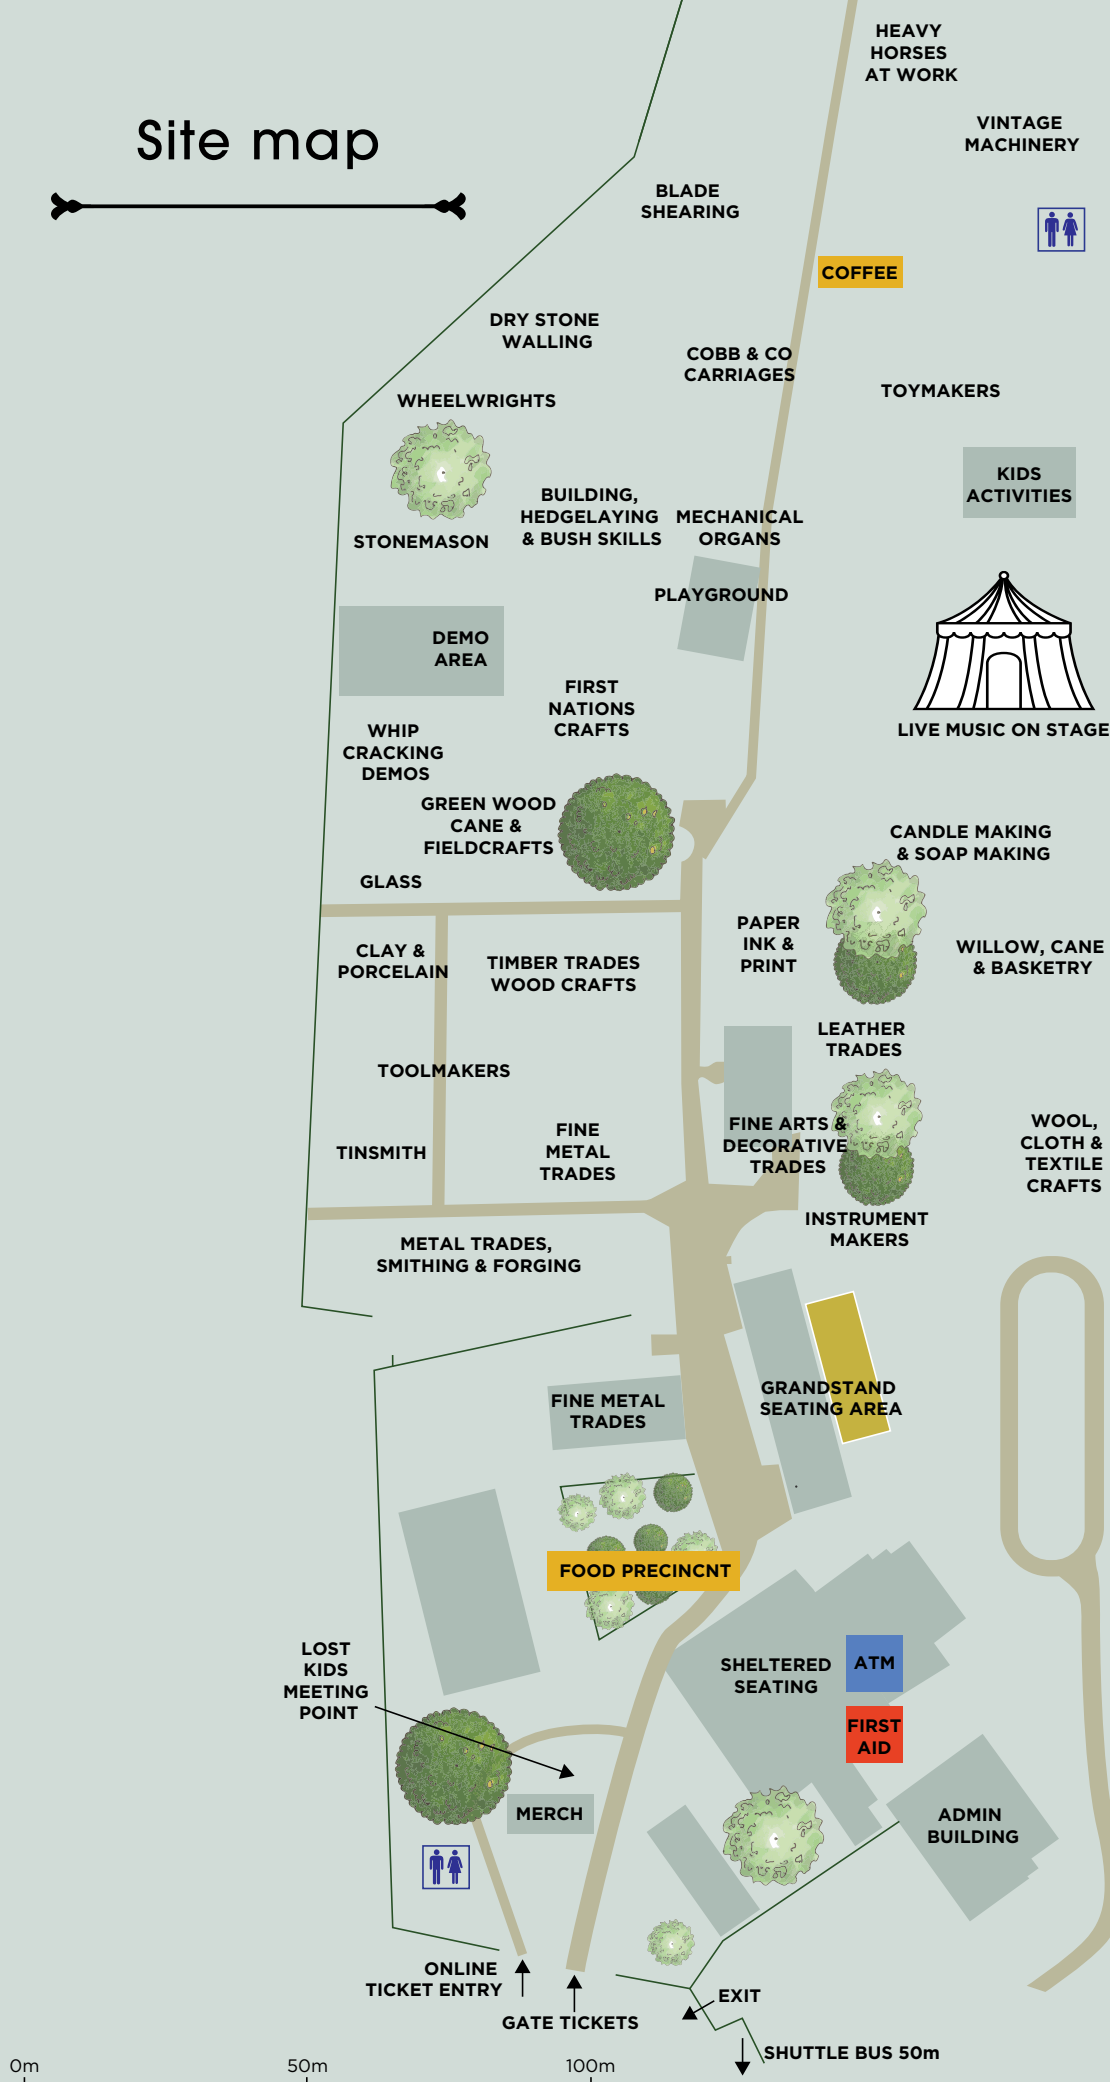 Site map
HEAVY
HORSES
AT WORK
VINTAGE
MACHINERY
BLADE
SHEARING
COFFEE
DRY STONE
WALLING
COBB & CO
CARRIAGES
TOYMAKERS
WHEELWRIGHTS
KIDS
ACTIVITIES
BUILDING,
HEDGELAYING
& BUSH SKILLS
MECHANICAL
ORGANS
STONEMASON
PLAYGROUND
DEMO
AREA
FIRST
NATIONS
CRAFTS
LIVE MUSIC ON STAGE
WHIP
CRACKING
DEMOS
GREEN WOOD
CANE &
FIELDCRAFTS
CANDLE MAKING
& SOAP MAKING
GLASS
PAPER
INK &
PRINT
WILLOW, CANE
& BASKETRY
CLAY &
PORCELAIN
TIMBER TRADES
WOOD CRAFTS
LEATHER
TRADES
TOOLMAKERS
FINE ARTS &
DECORATIVE
TRADES
WOOL,
CLOTH &
TEXTILE
CRAFTS
TINSMITH
FINE
METAL
TRADES
INSTRUMENT
MAKERS
METAL TRADES,
SMITHING & FORGING
GRANDSTAND
SEATING AREA
FINE METAL
TRADES
FOOD PRECINCNT
LOST
KIDS
MEETING
POINT
SHELTERED
SEATING
ATM
FIRST
AID
MERCH
ADMIN
BUILDING
ONLINE
TICKET ENTRY
GATE TICKETS
EXIT
SHUTTLE BUS 50m
0m
50m
100m